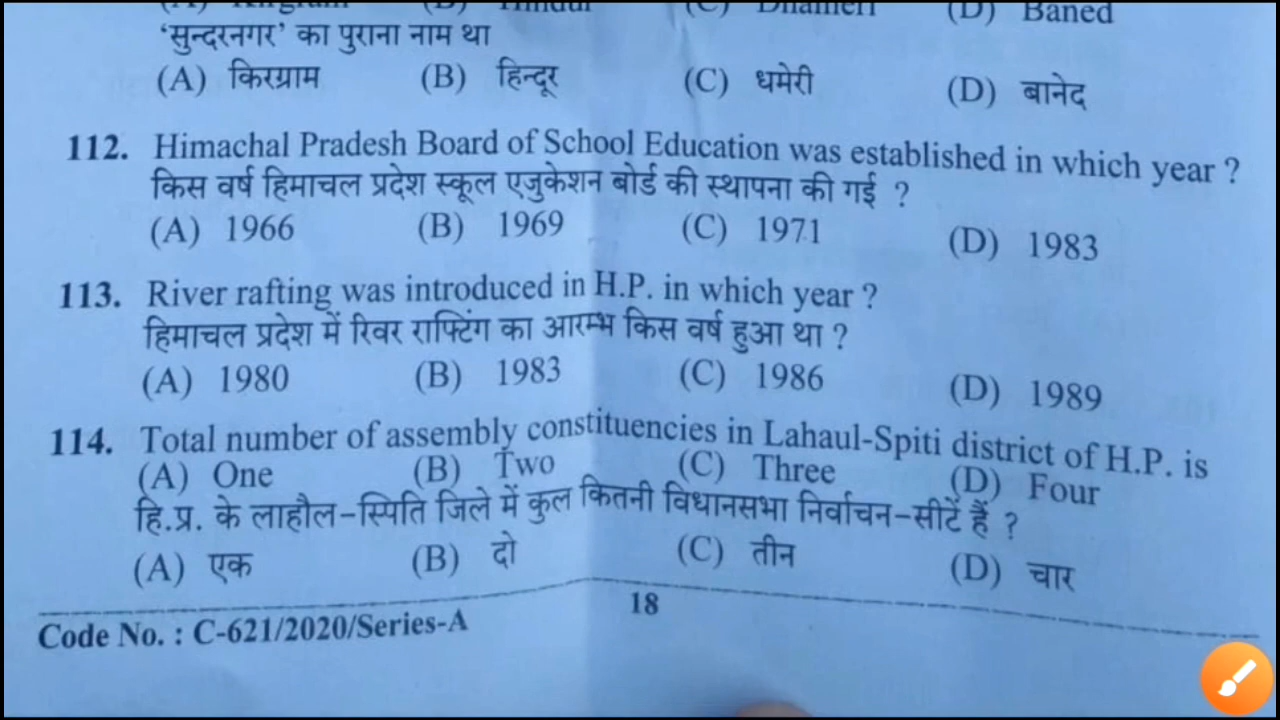 (D) Baned
'सुन्दरनगर' का पुराना नाम था
(A) किरग्राम (B) हिन्दूर (C) धमेरी (D) बानेद
112. Himachal Pradesh Board of School Education was established in which year ?
किस वर्ष हिमाचल प्रदेश स्कूल एजुकेशन बोर्ड की स्थापना की गई ?
(A) 1966 (B) 1969 (C) 1971 (D) 1983
113. River rafting was introduced in H.P. in which year ?
हिमाचल प्रदेश में रिवर राफ्टिंग का आरम्भ किस वर्ष हुआ था ?
(A) 1980 (B) 1983 (C) 1986 (D) 1989
114. Total number of assembly constituencies in Lahaul-Spiti district of H.P. is
(A) One (B) Two (C) Three (D) Four
हि.प्र. के लाहौल-स्पिति जिले में कुल कितनी विधानसभा निर्वाचन-सीटें हैं ?
(A) एक (B) दो (C) तीन (D) चार
18
Code No. : C-621/2020/Series-A